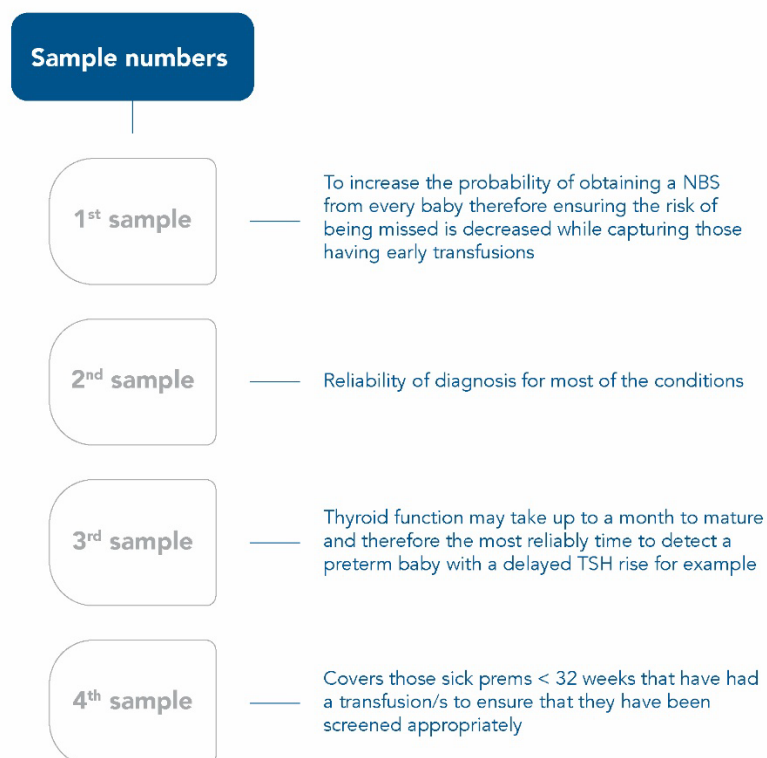 Sample numbers
1st sample
To increase the probability of obtaining a NBS
from every baby therefore ensuring the risk of
being missed is decreased while capturing those
having early transfusions
2nd sample
Reliability of diagnosis for most of the conditions
3rd sample
Thyroid function may take up to a month to mature
and therefore the most reliably time to detect a
preterm baby with a delayed TSH rise for example
4th sample
Covers those sick prems < 32 weeks that have had
a transfusion/s to ensure that they have been
screened appropriately